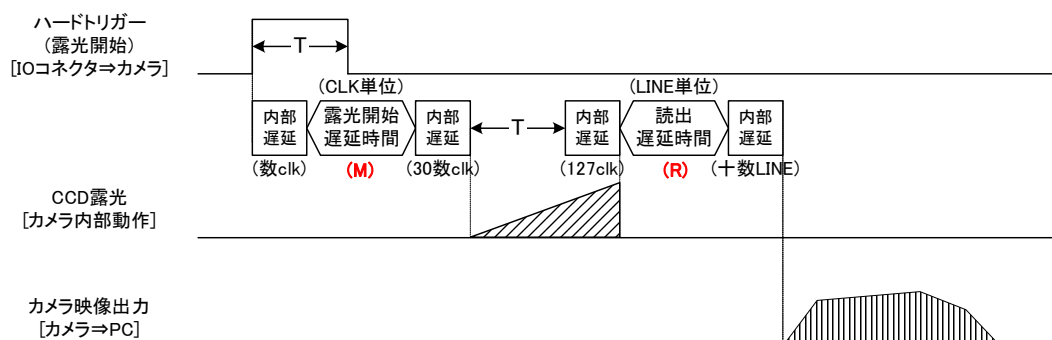 ハードトリガー
(露光開始)
[IOコネクタ⇒カメラ]
T
(CLK単位)
(LINE単位)
内部
遅延
露光開始
遅延時間
内部
遅延
T
内部
遅延
読出
遅延時間
内部
遅延
(数clk)
(M)
(30数clk)
(127clk)
(R)
(十数LINE)
CCD露光
[カメラ内部動作]
カメラ映像出力
[カメラ⇒PC]